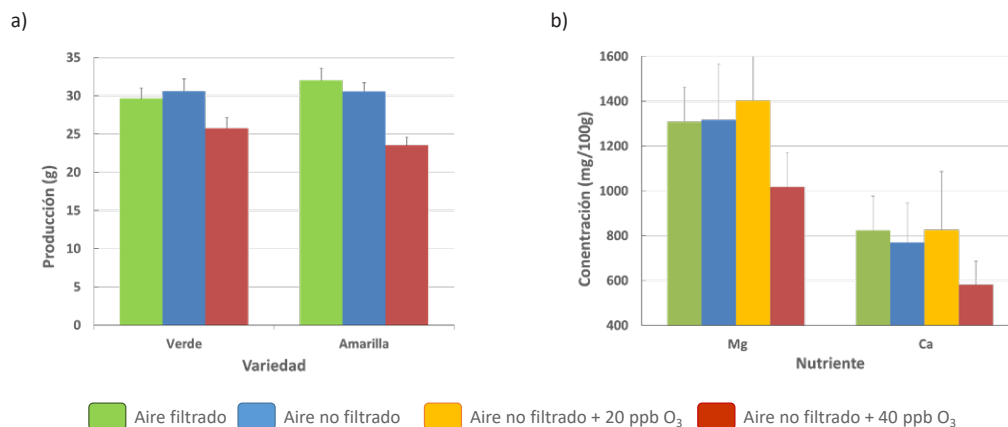 a)
b)
35
30
25
20
15
10
5
0
Producción (g)
Verde
Amarilla
Variedad
1600
1400
1200
1000
800
600
400
Conentración (mg/100g)
Mg
Ca
Nutriente
Aire filtrado
Aire no filtrado
Aire no filtrado + 20 ppb O₃
Aire no filtrado + 40 ppb O₃